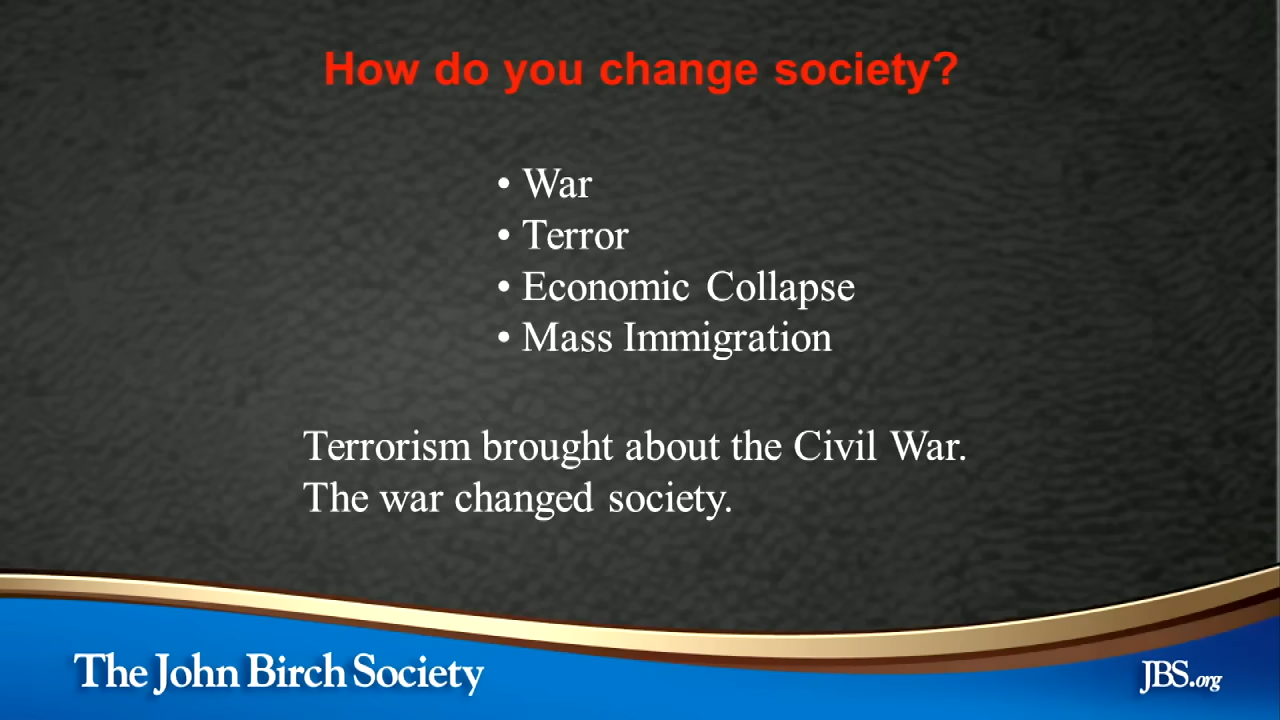 How do you change society?
• War
• Terror
• Economic Collapse
• Mass Immigration
Terrorism brought about the Civil War.
The war changed society.
The John Birch Society
JBS.org